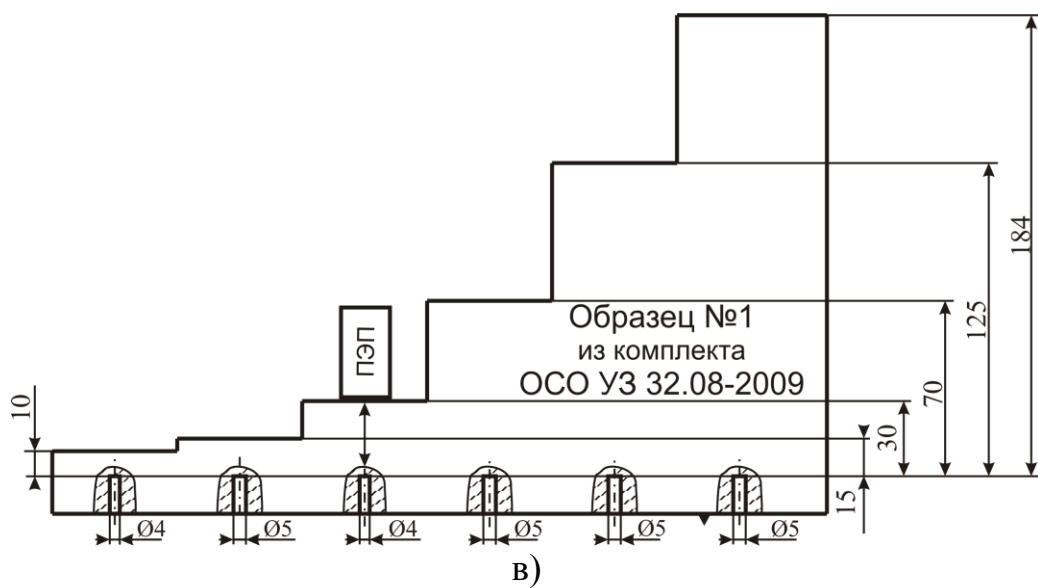 184
125
ПЭП
Образец №1
из комплекта
ОСО УЗ 32.08-2009
70
10
30
15
Ø4
Ø5
Ø4
Ø5
Ø5
Ø5
в)